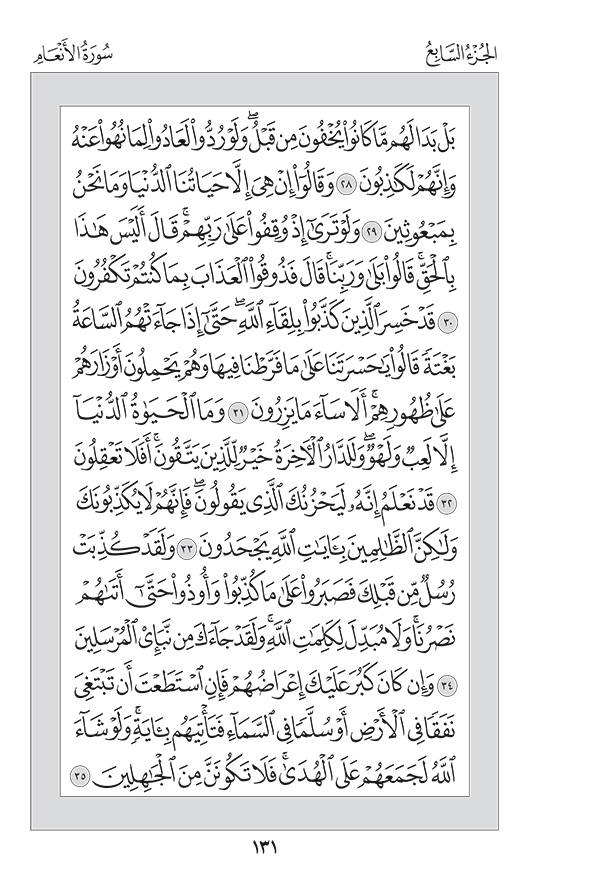 الجُزْءُ السَّابِعُ
سُورَةُ الأَنْعَامِ
بَلْ بَدَا لَهُم مَّا كَانُوا۟ يُخْفُونَ مِن قَبْلُ ۖ وَلَوْ رُدُّوا۟ لَعَادُوا۟ لِمَا نُهُوا۟ عَنْهُ
وَإِنَّهُمْ لَكَـٰذِبُونَ ٢٨ وَقَالُوٓا۟ إِنْ هِىَ إِلَّا حَيَاتُنَا ٱلدُّنْيَا وَمَا نَحْنُ
بِمَبْعُوثِينَ ٢٩ وَلَوْ تَرَىٰٓ إِذْ وُقِفُوا۟ عَلَىٰ رَبِّهِمْ ۚ قَالَ أَلَيْسَ هَـٰذَا
بِٱلْحَقِّ ۚ قَالُوا۟ بَلَىٰ وَرَبِّنَا ۚ قَالَ فَذُوقُوا۟ ٱلْعَذَابَ بِمَا كُنتُمْ تَكْفُرُونَ
٣٠ قَدْ خَسِرَ ٱلَّذِينَ كَذَّبُوا۟ بِلِقَآءِ ٱللَّهِ ۖ حَتَّىٰٓ إِذَا جَآءَتْهُمُ ٱلسَّاعَةُ
بَغْتَةً قَالُوا۟ يَـٰحَسْرَتَنَا عَلَىٰ مَا فَرَّطْنَا فِيهَا وَهُمْ يَحْمِلُونَ أَوْزَارَهُمْ
عَلَىٰ ظُهُورِهِمْ ۚ أَلَا سَآءَ مَا يَزِرُونَ ٣١ وَمَا ٱلْحَيَوٰةُ ٱلدُّنْيَآ
إِلَّا لَعِبٌ وَلَهْوٌ ۖ وَلَلدَّارُ ٱلْـَٔاخِرَةُ خَيْرٌ لِّلَّذِينَ يَتَّقُونَ ۗ أَفَلَا تَعْقِلُونَ
٣٢ قَدْ نَعْلَمُ إِنَّهُۥ لَيَحْزُنُكَ ٱلَّذِى يَقُولُونَ ۖ فَإِنَّهُمْ لَا يُكَذِّبُونَكَ
وَلَـٰكِنَّ ٱلظَّـٰلِمِينَ بِـَٔايَـٰتِ ٱللَّهِ يَجْحَدُونَ ٣٣ وَلَقَدْ كُذِّبَتْ
رُسُلٌ مِّن قَبْلِكَ فَصَبَرُوا۟ عَلَىٰ مَا كُذِّبُوا۟ وَأُوذُوا۟ حَتَّىٰٓ أَتَىٰهُمْ
نَصْرُنَا ۚ وَلَا مُبَدِّلَ لِكَلِمَـٰتِ ٱللَّهِ ۚ وَلَقَدْ جَآءَكَ مِن نَّبَإِى۟ ٱلْمُرْسَلِينَ
٣٤ وَإِن كَانَ كَبُرَ عَلَيْكَ إِعْرَاضُهُمْ فَإِنِ ٱسْتَطَعْتَ أَن تَبْتَغِىَ
نَفَقًا فِى ٱلْأَرْضِ أَوْ سُلَّمًا فِى ٱلسَّمَآءِ فَتَأْتِيَهُم بِـَٔايَةٍ ۚ وَلَوْ شَآءَ
ٱللَّهُ لَجَمَعَهُمْ عَلَى ٱلْهُدَىٰ ۚ فَلَا تَكُونَنَّ مِنَ ٱلْجَـٰهِلِينَ ٣٥
١٣١